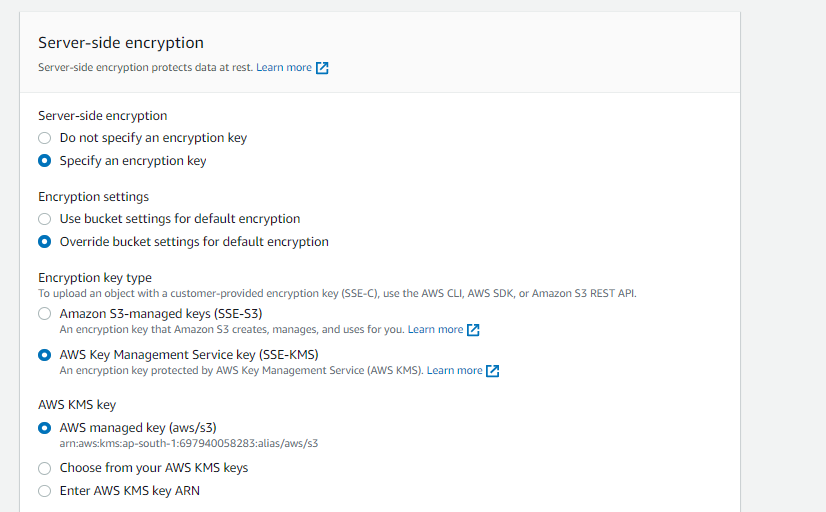 Server-side encryption
Server-side encryption protects data at rest. Learn more
Server-side encryption
Do not specify an encryption key
Specify an encryption key
Encryption settings
Use bucket settings for default encryption
Override bucket settings for default encryption
Encryption key type
To upload an object with a customer-provided encryption key (SSE-C), use the AWS CLI, AWS SDK, or Amazon S3 REST API.
Amazon S3-managed keys (SSE-S3)
An encryption key that Amazon S3 creates, manages, and uses for you. Learn more
AWS Key Management Service key (SSE-KMS)
An encryption key protected by AWS Key Management Service (AWS KMS). Learn more
AWS KMS key
AWS managed key (aws/s3)
arn:aws:kms:ap-south-1:697940058283:alias/aws/s3
Choose from your AWS KMS keys
Enter AWS KMS key ARN